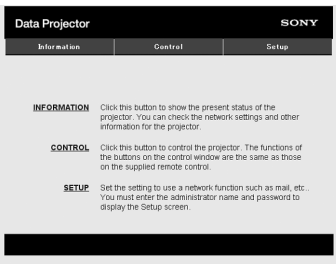 Data Projector SONY
Information Control Setup
INFORMATION Click this button to show the present status of the
projector. You can check the network settings and other
information for the projector.
CONTROL Click this button to control the projector. The functions of
the buttons on the control window are the same as those
on the supplied remote control.
SETUP Set the setting to use a network function such as mail, etc..
You must enter the administrator name and password to
display the Setup screen.